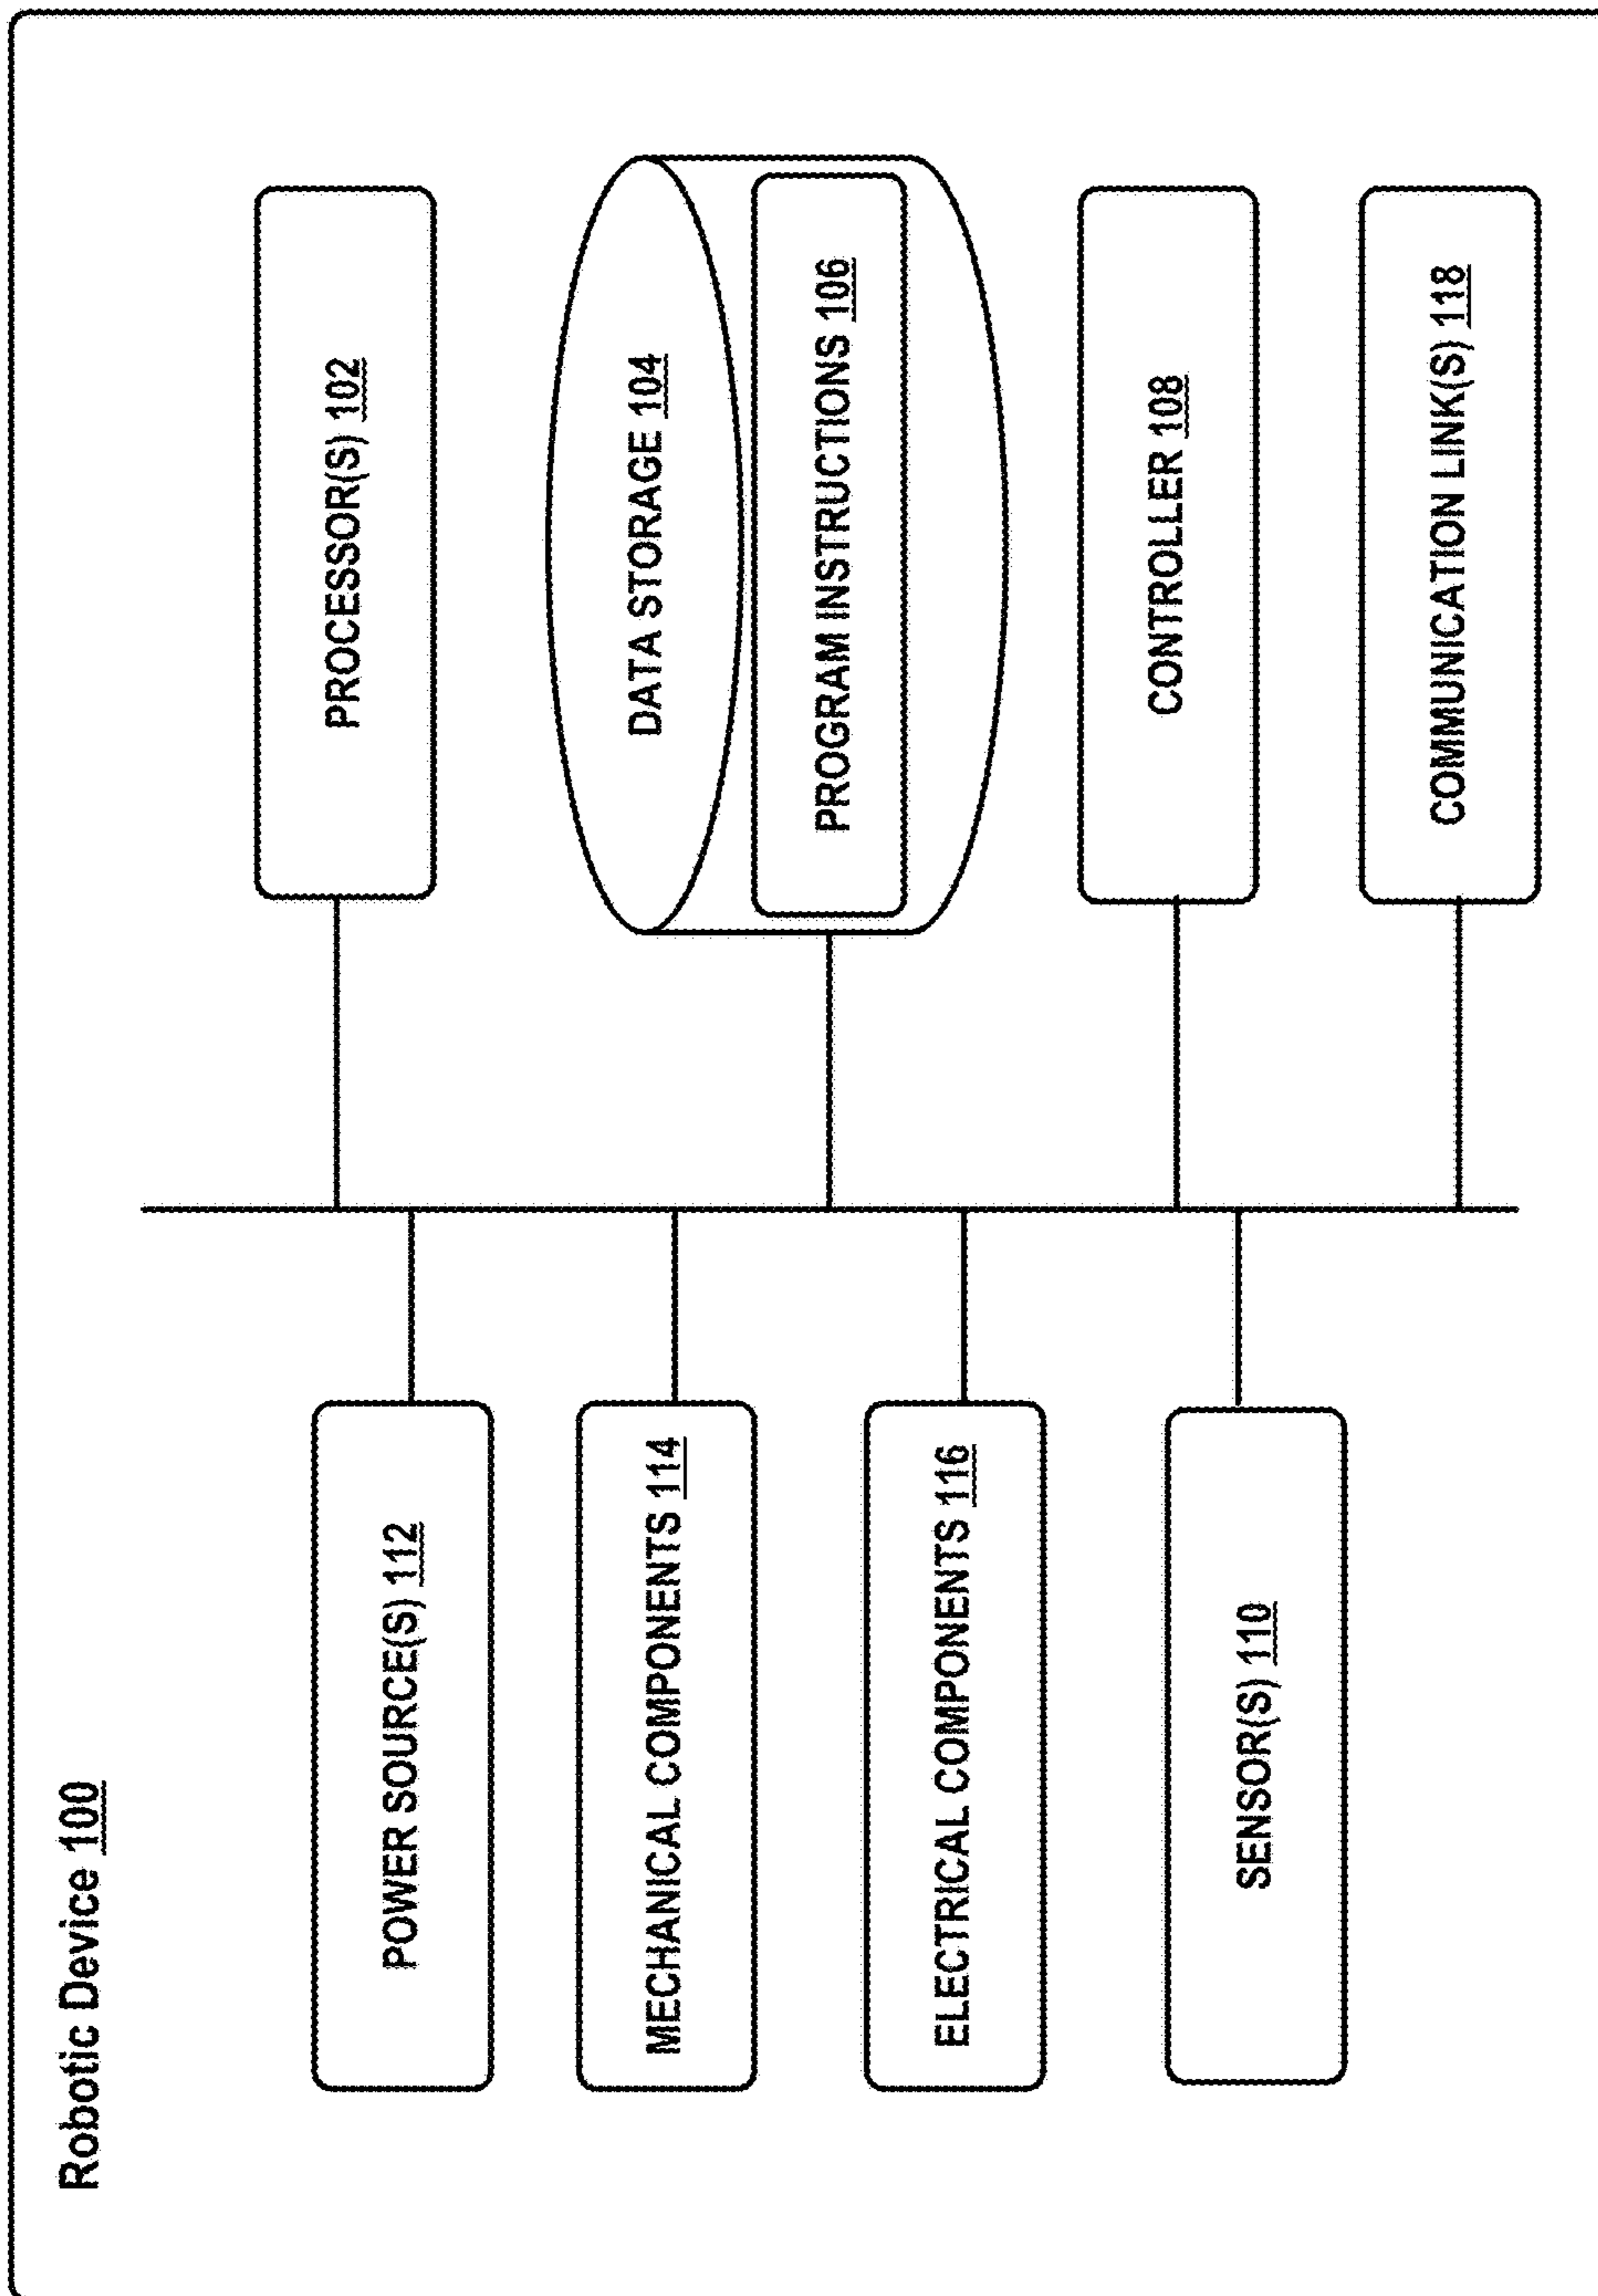 Robotic Device 100
POWER SOURCE(S) 112
MECHANICAL COMPONENTS 114
ELECTRICAL COMPONENTS 116
SENSOR(S) 110
PROCESSOR(S) 102
DATA STORAGE 104
PROGRAM INSTRUCTIONS 106
CONTROLLER 108
COMMUNICATION LINK(S) 118